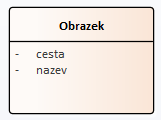 Obrazek
- cesta
- nazev